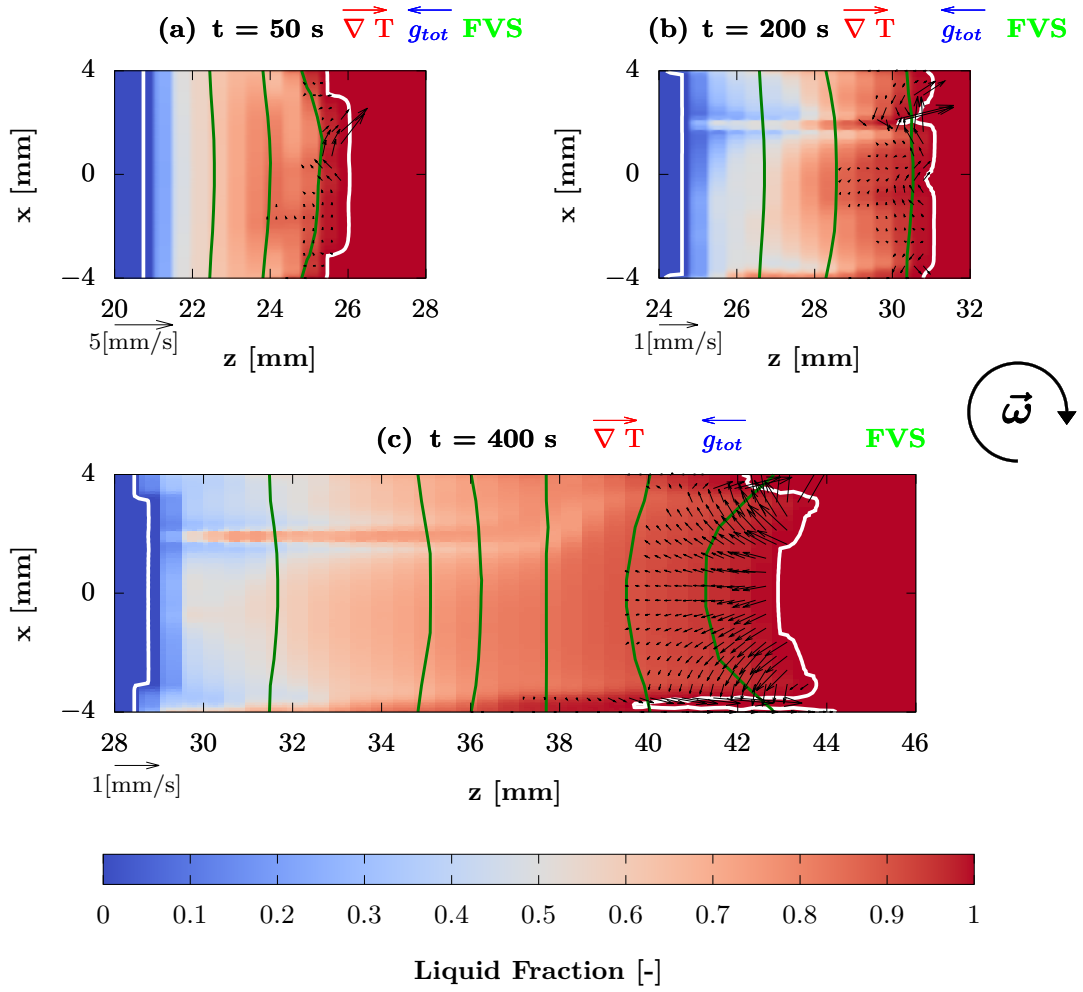 (a) t = 50 s ∇ T g_tot FVS
4
0
−4
x [mm]
20 22 24 26 28
5[mm/s]
z [mm]
(b) t = 200 s ∇ T g_tot FVS
4
0
−4
x [mm]
24 26 28 30 32
1[mm/s]
z [mm]
ω⃗
(c) t = 400 s ∇ T g_tot FVS
4
0
−4
x [mm]
28 30 32 34 36 38 40 42 44 46
1[mm/s]
z [mm]
0 0.1 0.2 0.3 0.4 0.5 0.6 0.7 0.8 0.9 1
Liquid Fraction [-]